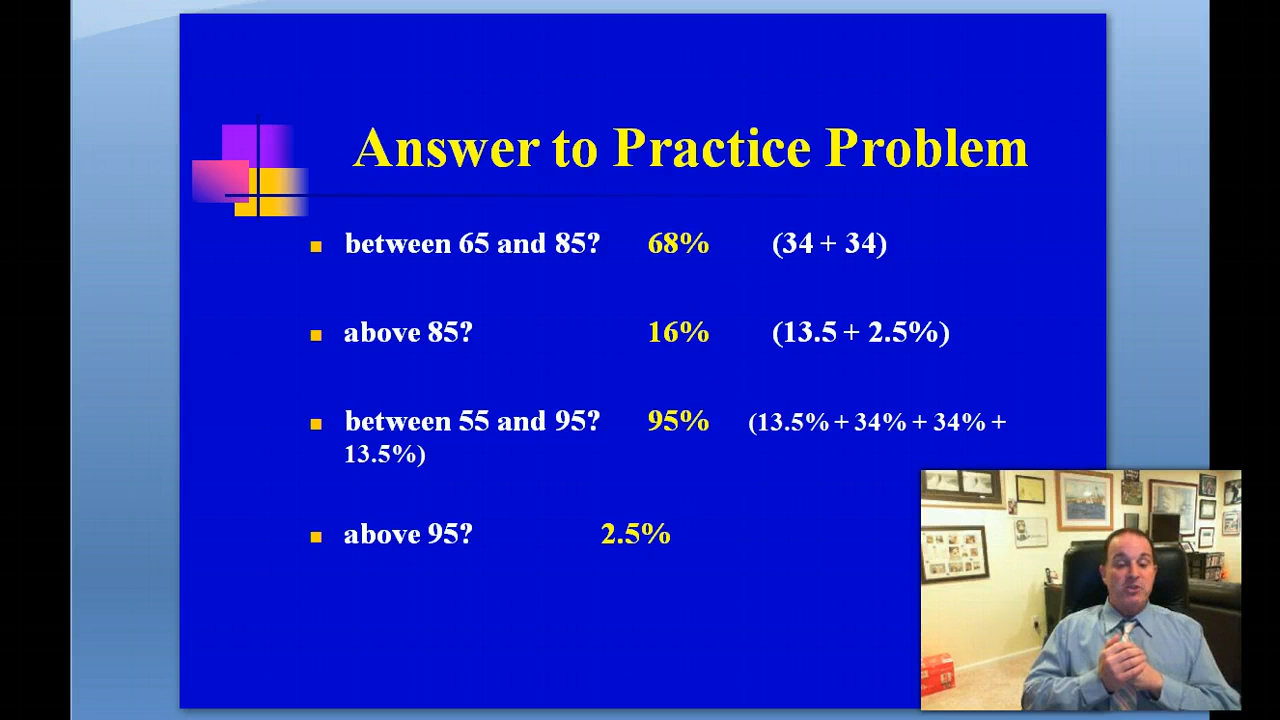 Answer to Practice Problem
between 65 and 85? 68% (34 + 34)
above 85? 16% (13.5 + 2.5%)
between 55 and 95? 95% (13.5% + 34% + 34% +
13.5%)
above 95? 2.5%